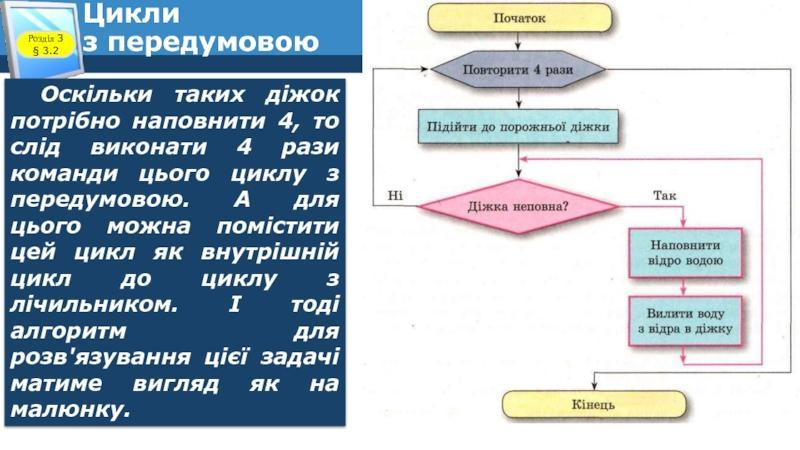 Розділ 3
§ 3.2
Цикли
з передумовою
Оскільки таких діжок
потрібно наповнити 4, то
слід виконати 4 рази
команди цього циклу з
передумовою. А для
цього можна помістити
цей цикл як внутрішній
цикл до циклу з
лічильником. І тоді
алгоритм для
розв'язування цієї задачі
матиме вигляд як на
малюнку.
Початок
Повторити 4 рази
Підійти до порожньої діжки
Ні
Діжка неповна?
Так
Наповнити
відро водою
Вилити воду
з відра в діжку
Кінець